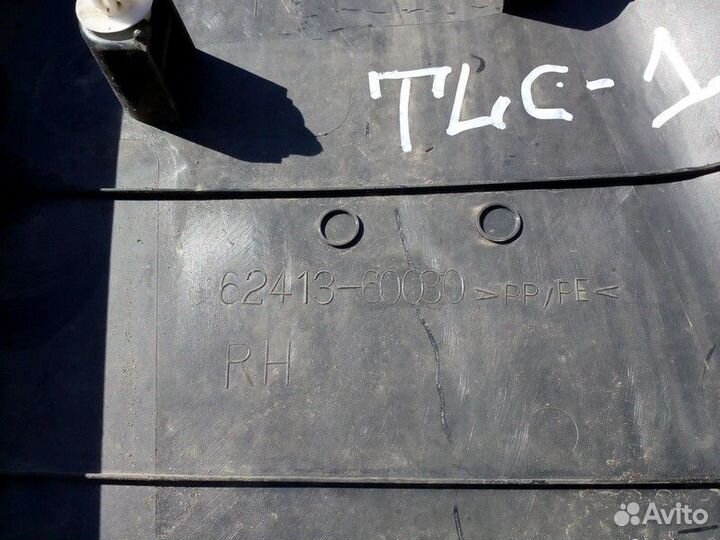 TLC-1
62413-60030 >PP/PE<
RH
Avito